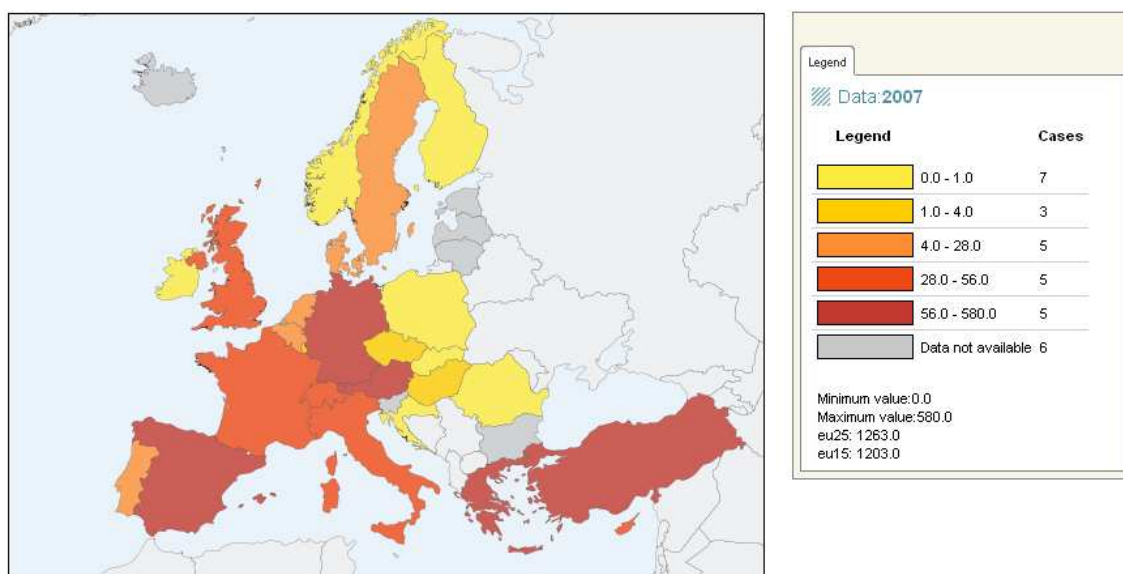 Legend
Data:2007
Legend Cases
0.0 - 1.0 7
1.0 - 4.0 3
4.0 - 28.0 5
28.0 - 56.0 5
56.0 - 580.0 5
Data not available 6
Minimum value:0.0
Maximum value:580.0
eu25: 1263.0
eu15: 1203.0